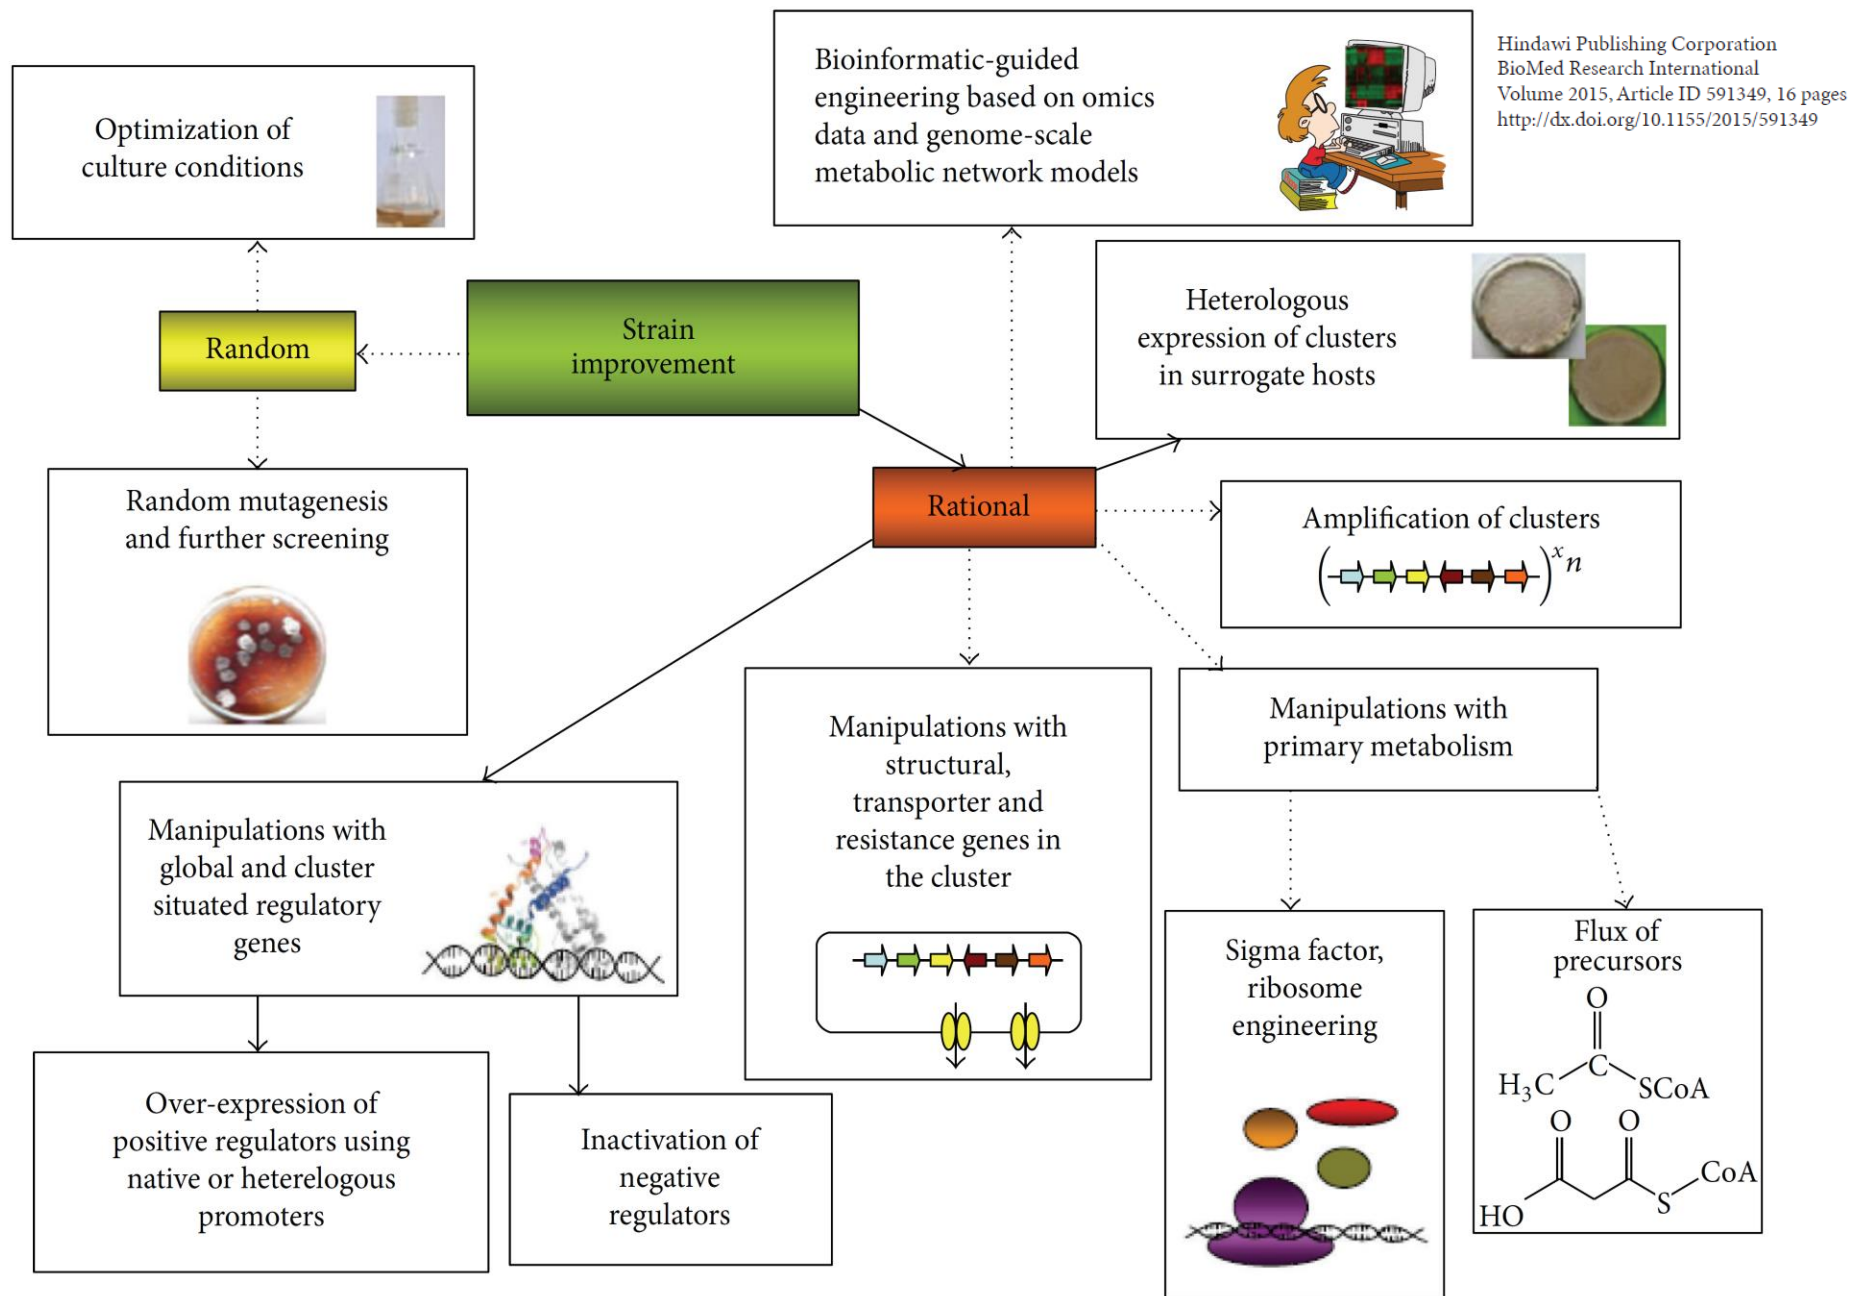 Hindawi Publishing Corporation
BioMed Research International
Volume 2015, Article ID 591349, 16 pages
http://dx.doi.org/10.1155/2015/591349
Optimization of
culture conditions
Bioinformatic-guided
engineering based on omics
data and genome-scale
metabolic network models
Random
Strain
improvement
Heterologous
expression of clusters
in surrogate hosts
Random mutagenesis
and further screening
Rational
Amplification of clusters
( )x n
Manipulations with
global and cluster
situated regulatory
genes
Manipulations with
structural,
transporter and
resistance genes in
the cluster
Manipulations with
primary metabolism
Over-expression of
positive regulators using
native or heterelogous
promoters
Inactivation of
negative
regulators
Sigma factor,
ribosome
engineering
Flux of
precursors
O
H₃C C SCoA
O O
CoA
S
HO